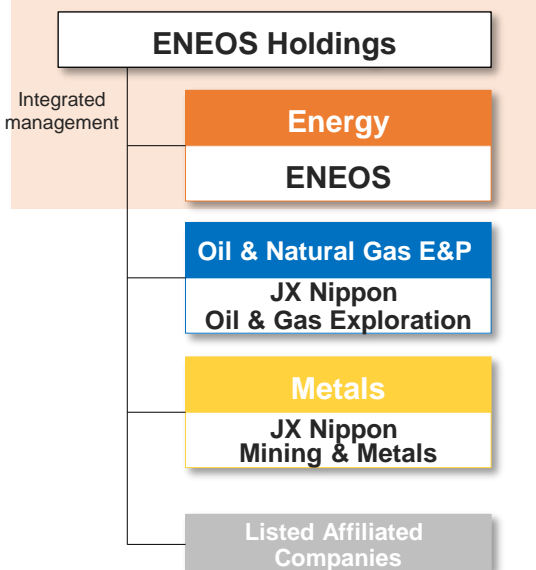 ENEOS Holdings
Integrated
management
Energy
ENEOS
Oil & Natural Gas E&P
JX Nippon
Oil & Gas Exploration
Metals
JX Nippon
Mining & Metals
Listed Affiliated
Companies